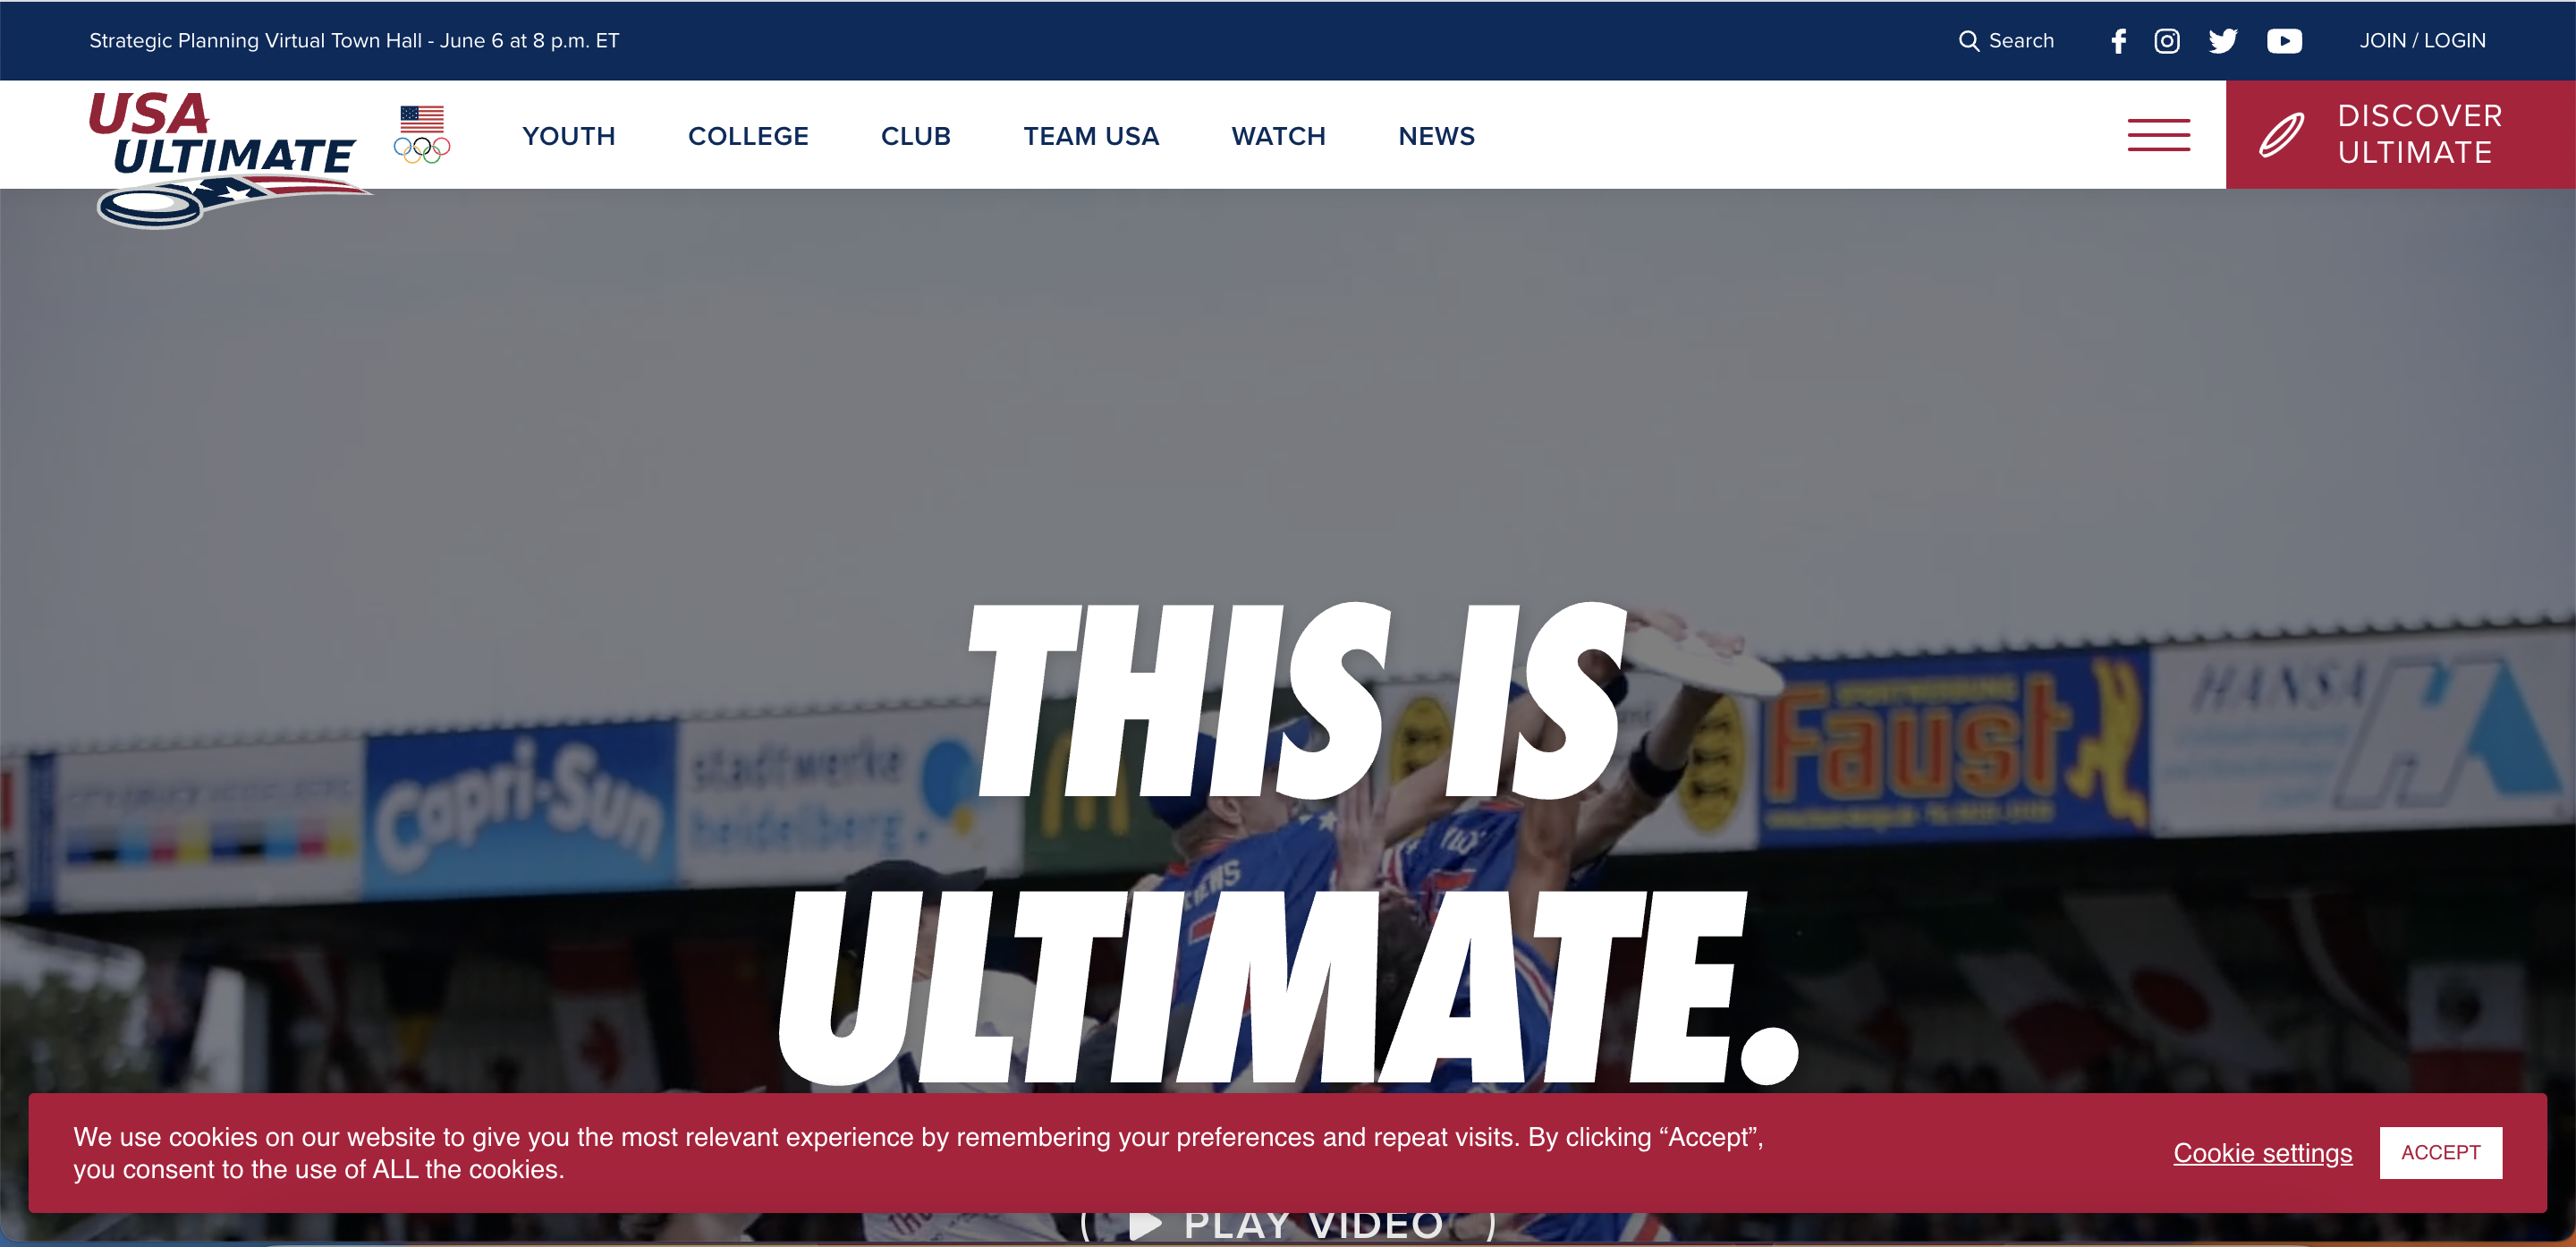 Strategic Planning Virtual Town Hall - June 6 at 8 p.m. ET
Search
JOIN / LOGIN
USA
ULTIMATE
YOUTH
COLLEGE
CLUB
TEAM USA
WATCH
NEWS
DISCOVER
ULTIMATE
THIS IS
ULTIMATE.
Capri-Sun
stadtwerke
heidelberg
Faust
HANSA
We use cookies on our website to give you the most relevant experience by remembering your preferences and repeat visits. By clicking “Accept”,
you consent to the use of ALL the cookies.
Cookie settings
ACCEPT
PLAY VIDEO